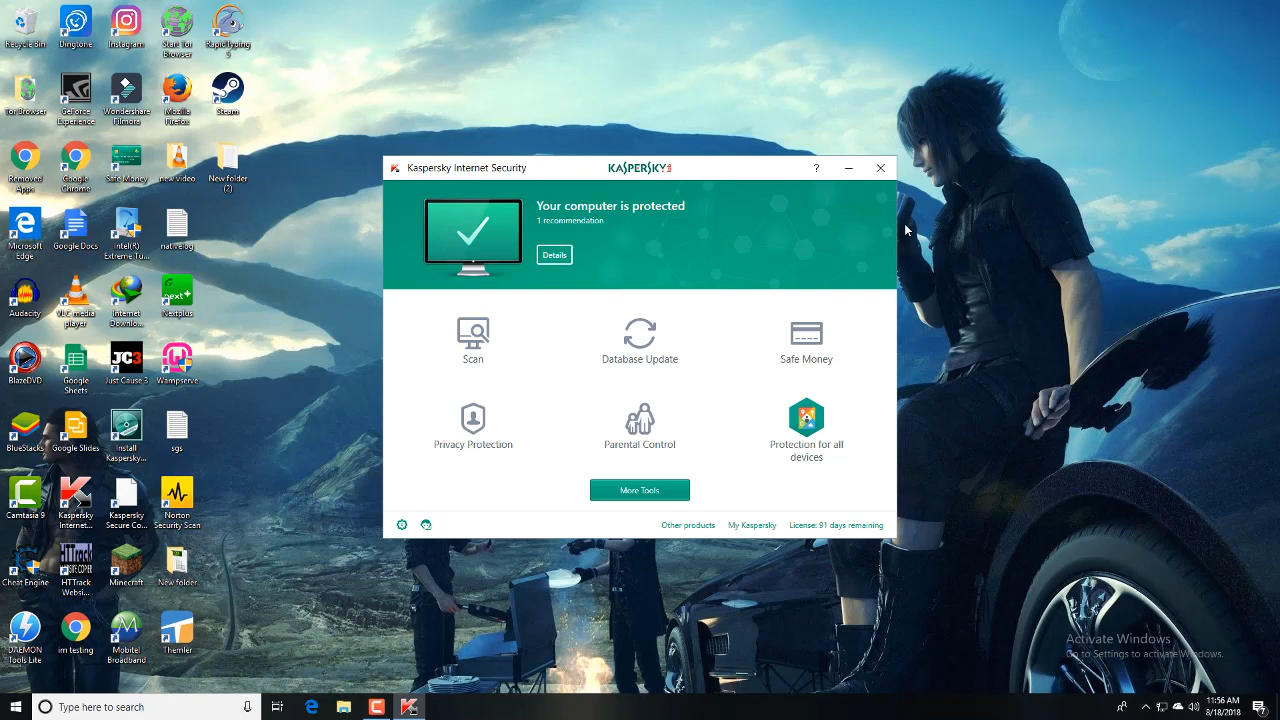 Recycle Bin
Dingtone
Instagram
Start Tor
Browser
RapidTyping
5
Tor Browser
GeForce
Experience
Wondershare
Filmora
Mozilla
Firefox
Steam
Removed
Apps
Google
Chrome
Safe Money
new video
New folder
(2)
Microsoft
Edge
Google Docs
Intel(R)
Extreme Tu...
nativelog
Audacity
VLC media
player
Internet
Downlo...
next+
Nextplus
BlazeDVD
Google
Sheets
JC3
Just Cause 3
Wampserve
BlueStacks
Google Slides
Install
Kaspersky...
sgs
Camtasia 9
Kaspersky
Internet...
Kaspersky
Secure Co...
Norton
Security Scan
Cheat Engine
HTTrack
Websi...
Minecraft
New folder
DAEMON
Tools Lite
im testing
Mobitel
Broadband
Themler
Kaspersky Internet Security
KASPERSKY
?
Your computer is protected
1 recommendation
Details
Scan
Database Update
Safe Money
Privacy Protection
Parental Control
Protection for all
devices
More Tools
Other products
My Kaspersky
License: 91 days remaining
Activate Windows
Go to Settings to activate Windows.
Type here to search
11:56 AM
8/18/2018